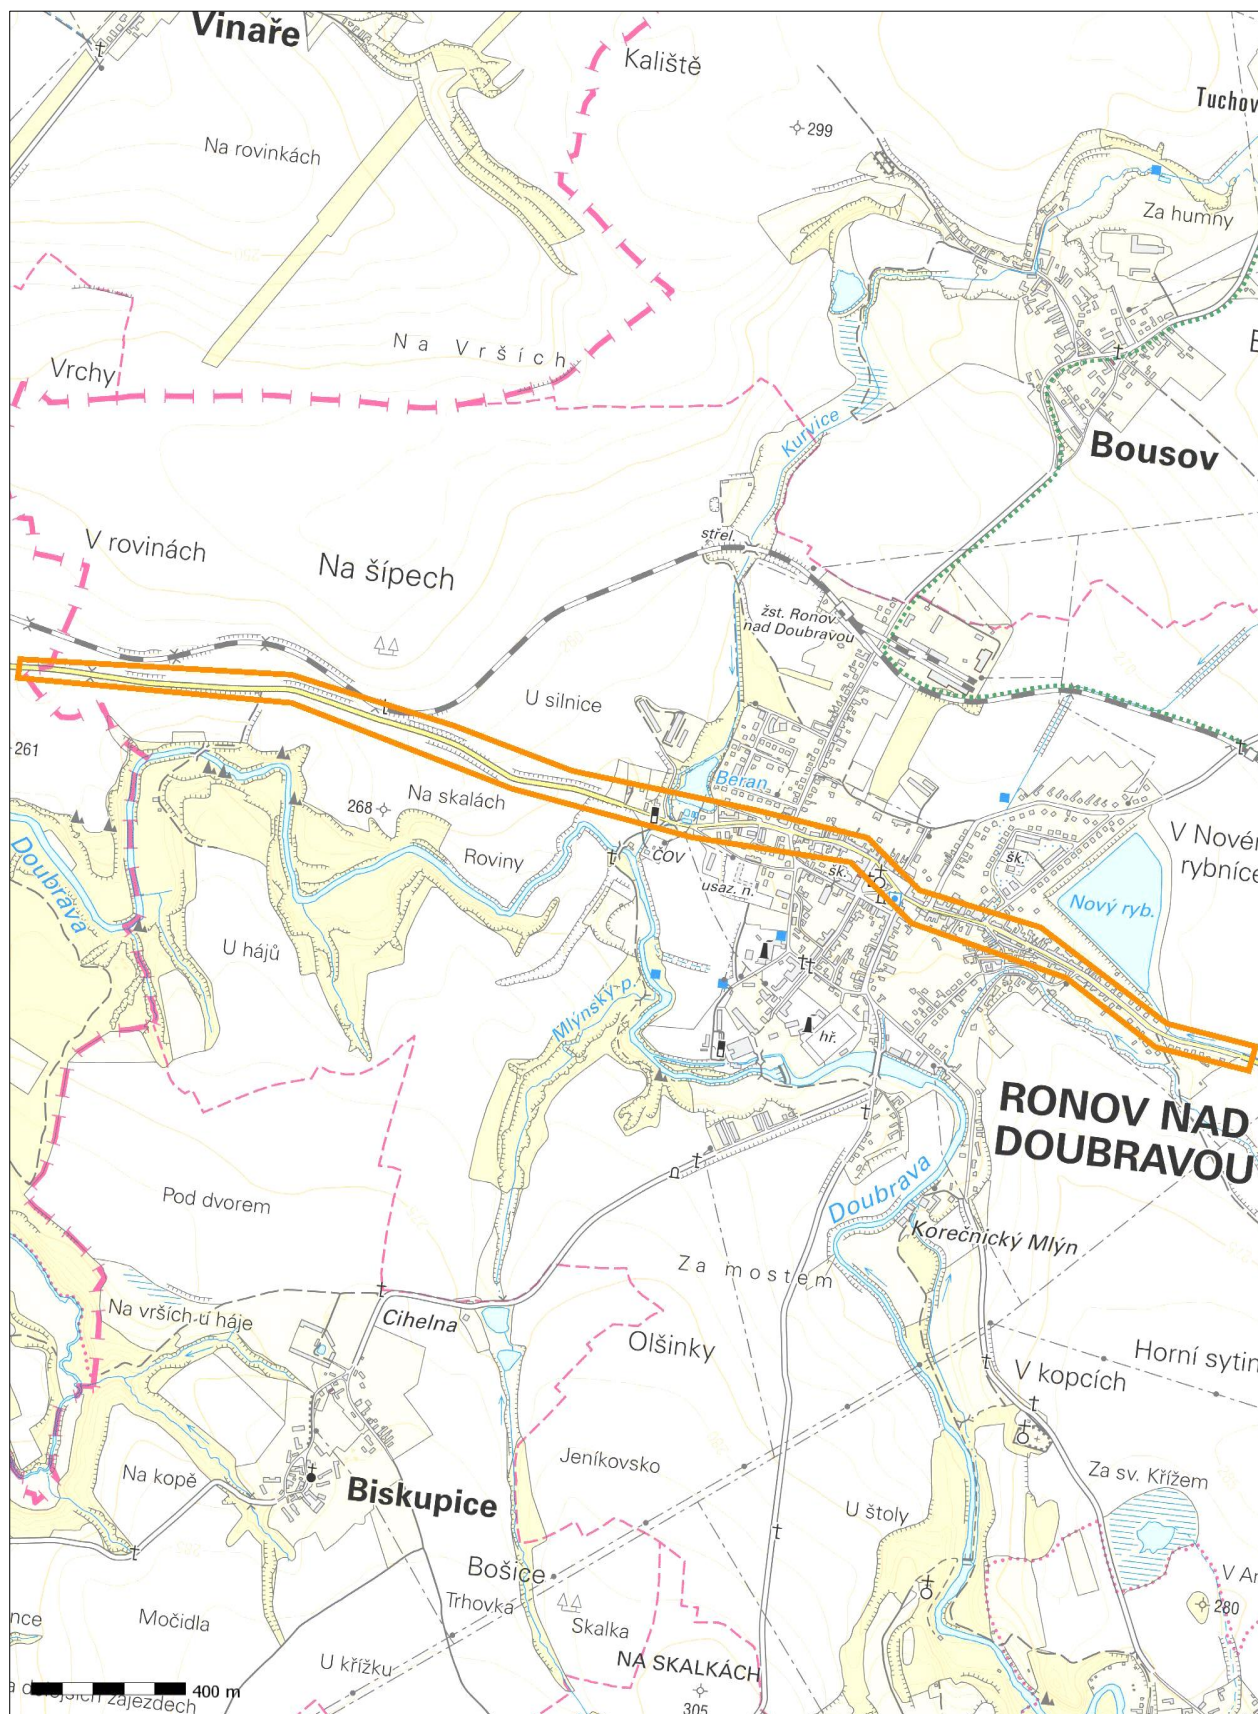 Vinaře
Kaliště
Tuchov
299
Na rovinkách
Za humny
Na Vrších
Vrchy
Kurvice
Bousov
střel.
V rovinách
Na šípech
žst. Ronov
nad Doubravou
U silnice
261
Beran
Na skalách
268
V Novém
rybníce
Roviny
ČOV
šk.
šk.
Doubrava
usaz. n.
Nový ryb.
U hájů
Mlýnský p.
hř.
RONOV NAD
DOUBRAVOU
Pod dvorem
Doubrava
Korečnický Mlýn
Za mostem
Na vrších u háje
Cihelna
Olšinky
Horní sytin
V kopcích
Jeníkovsko
Za sv. Křížem
Na kopě
Biskupice
U štoly
Bošice
V An
Trhovka
280
nce
Močidla
Skalka
U křížku
NA SKALKÁCH
400 m
zájezdech
305